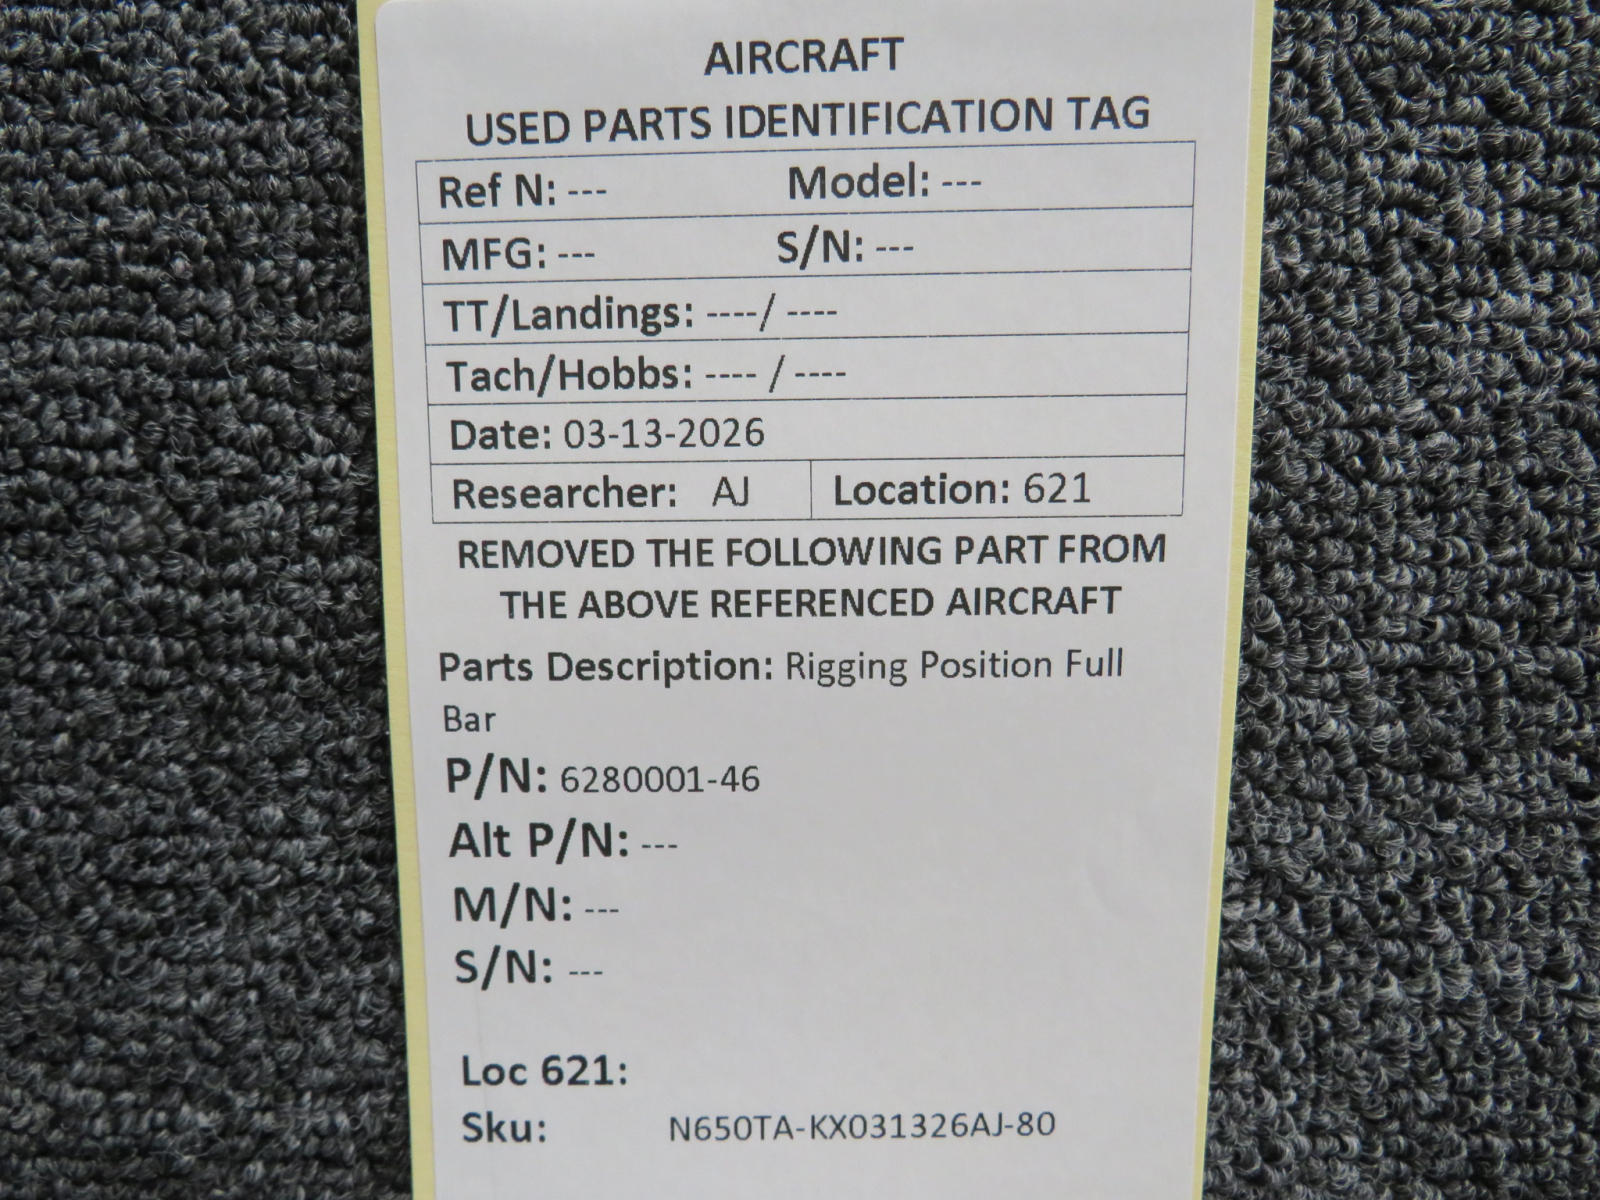 AIRCRAFT
USED PARTS IDENTIFICATION TAG
Ref N: --- Model: ---
MFG: --- S/N: ---
TT/Landings: ----/ ----
Tach/Hobbs: ---- / ----
Date: 03-13-2026
Researcher: AJ Location: 621
REMOVED THE FOLLOWING PART FROM
THE ABOVE REFERENCED AIRCRAFT
Parts Description: Rigging Position Full
Bar
P/N: 6280001-46
Alt P/N: ---
M/N: ---
S/N: ---
Loc 621:
Sku: N650TA-KX031326AJ-80